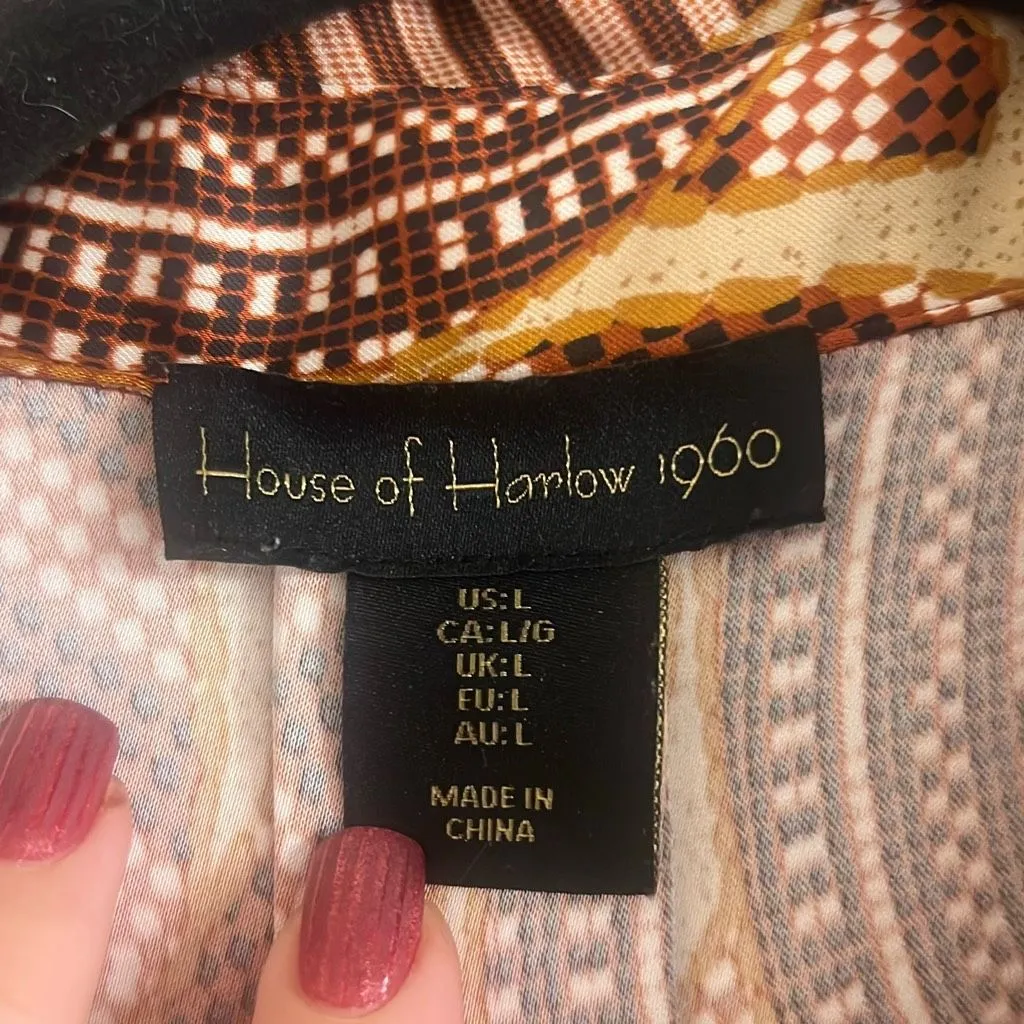 House of Harlow 1960
US: L
CA: L/G
UK: L
EU: L
AU: L
MADE IN
CHINA